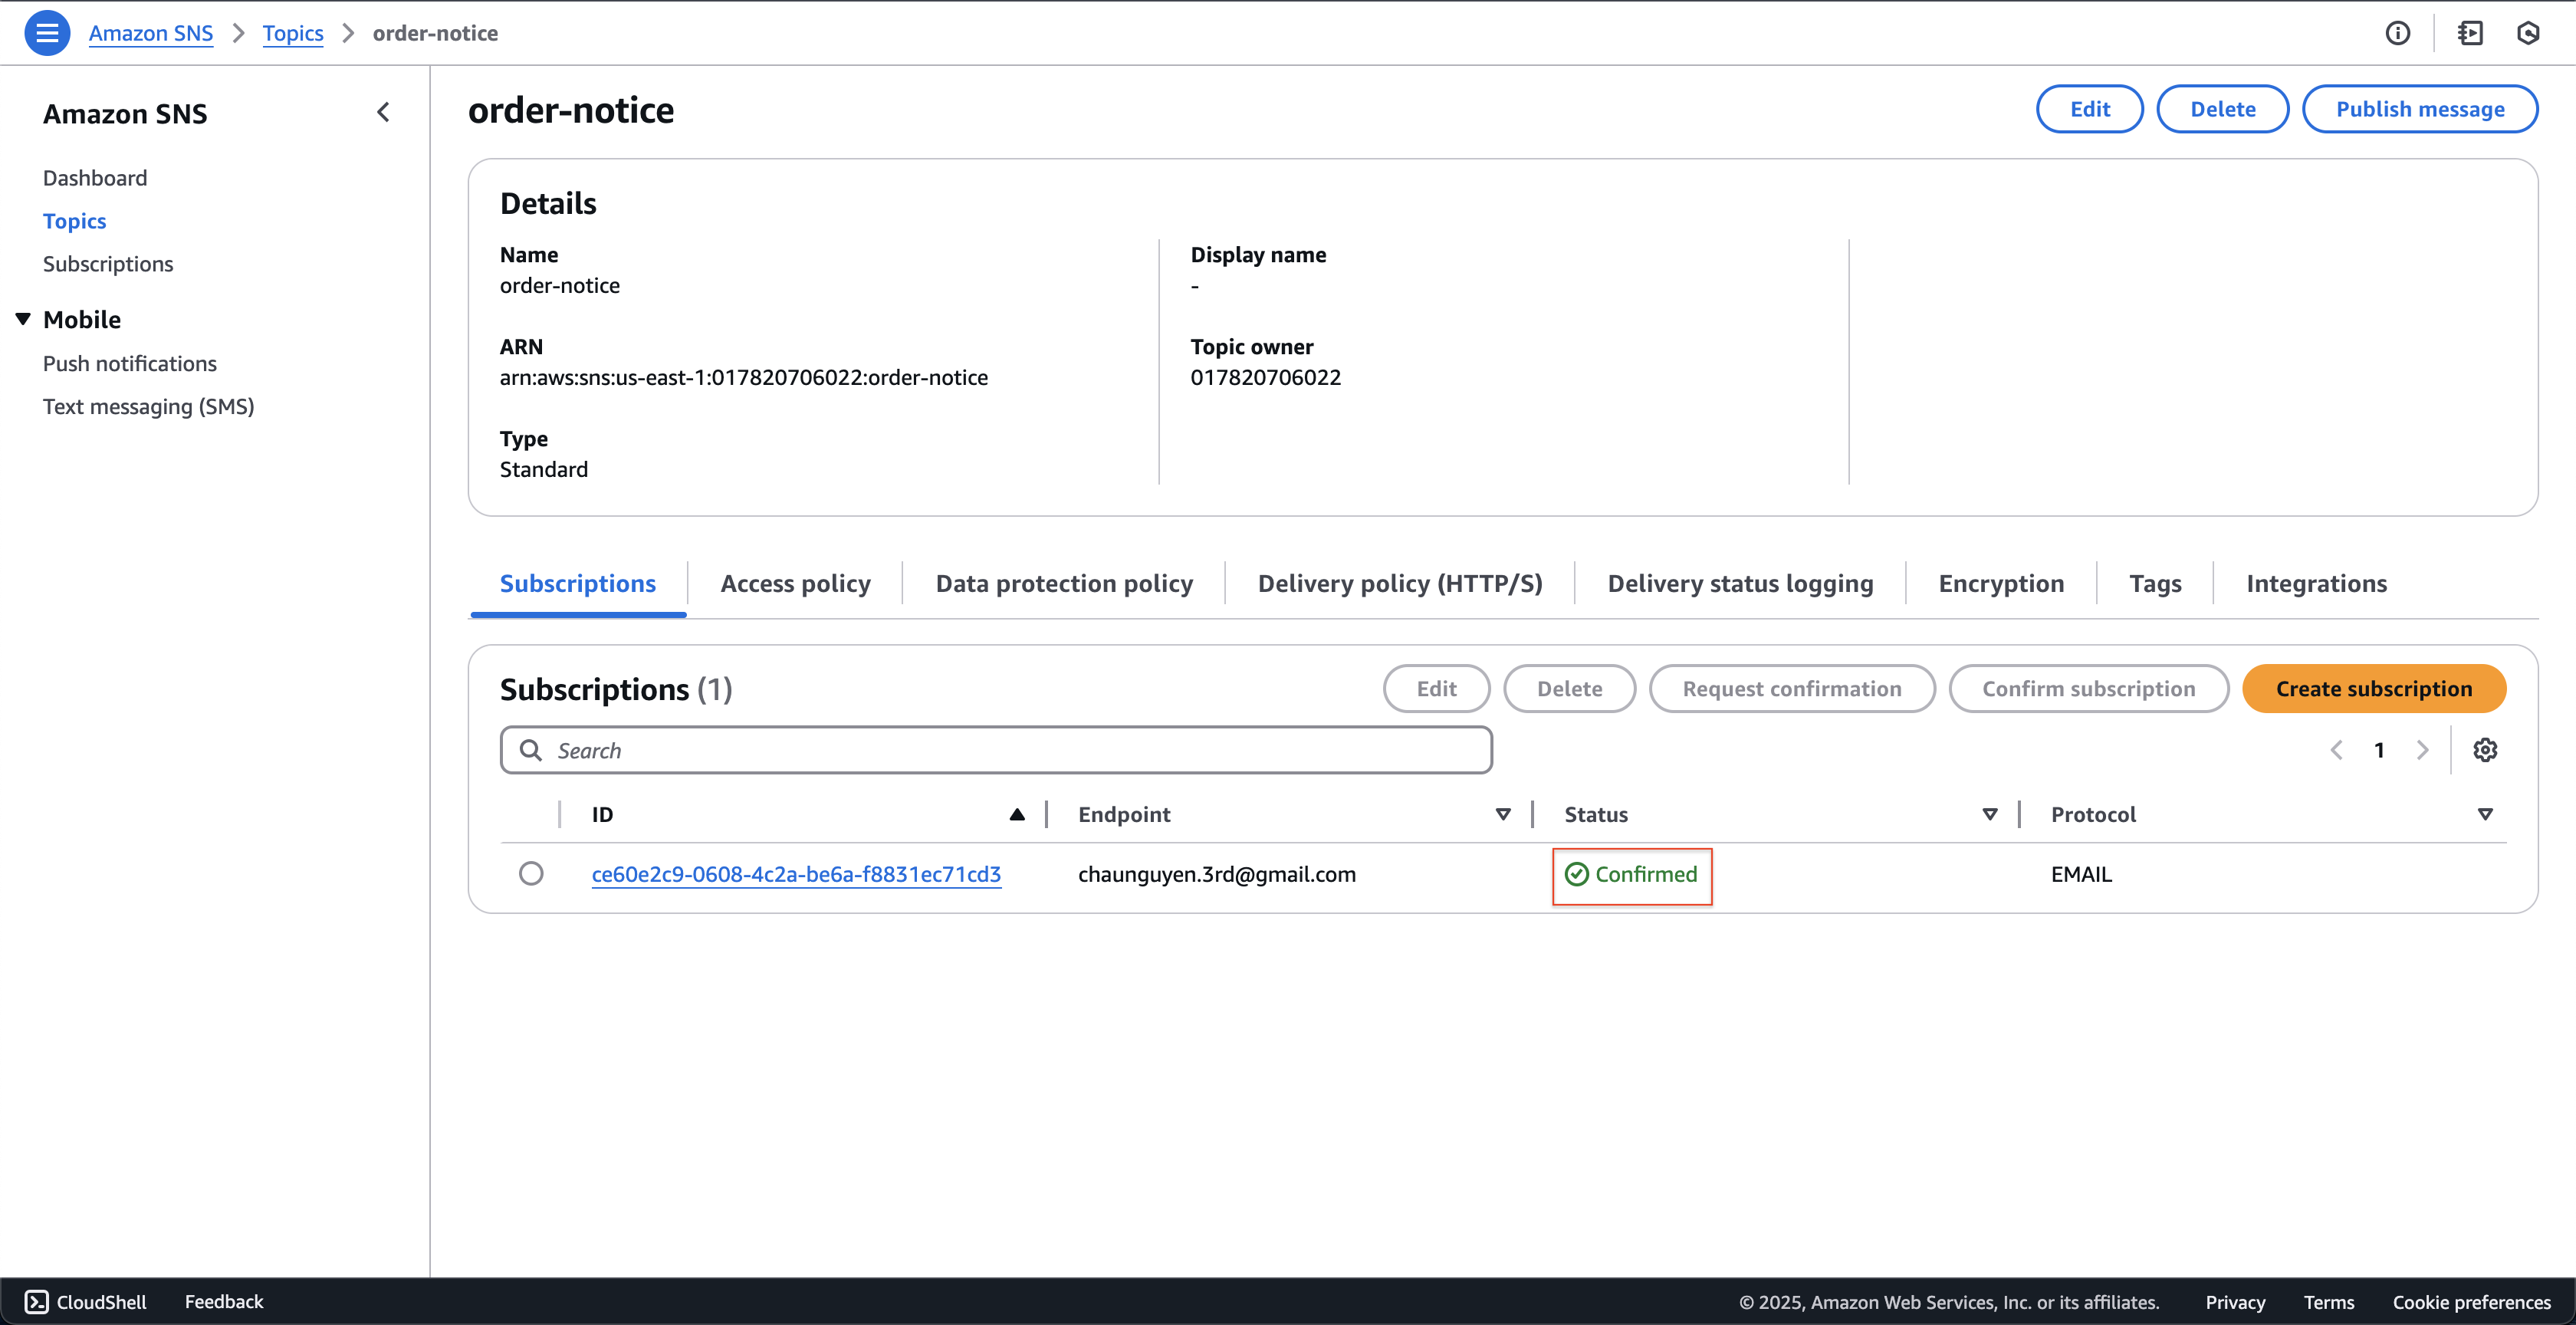 Amazon SNS > Topics > order-notice
Amazon SNS
Dashboard
Topics
Subscriptions
Mobile
Push notifications
Text messaging (SMS)
order-notice
Edit Delete Publish message
Details
Name
order-notice
ARN
arn:aws:sns:us-east-1:017820706022:order-notice
Type
Standard
Display name
-
Topic owner
017820706022
Subscriptions Access policy Data protection policy Delivery policy (HTTP/S) Delivery status logging Encryption Tags Integrations
Subscriptions (1)
Edit Delete Request confirmation Confirm subscription Create subscription
Search
1
ID Endpoint Status Protocol
ce60e2c9-0608-4c2a-be6a-f8831ec71cd3 chaunguyen.3rd@gmail.com Confirmed EMAIL
CloudShell Feedback © 2025, Amazon Web Services, Inc. or its affiliates. Privacy Terms Cookie preferences